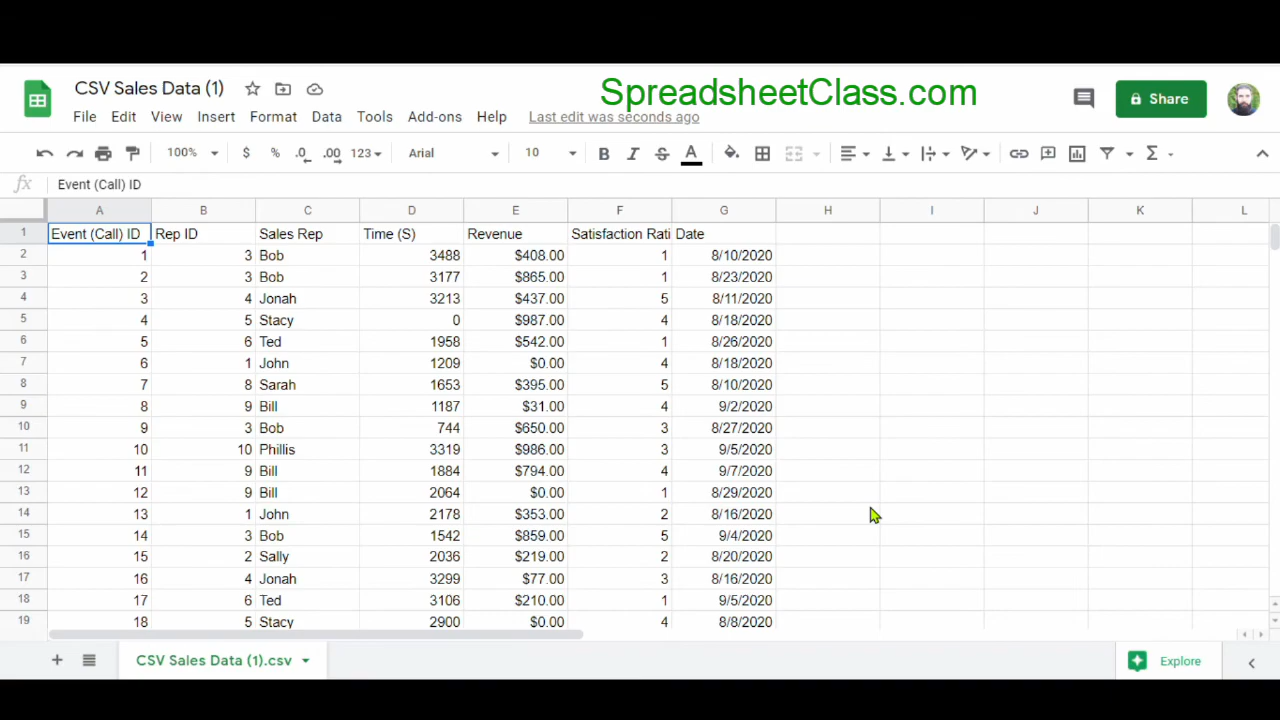 SpreadsheetClass.com
CSV Sales Data (1)
File Edit View Insert Format Data Tools Add-ons Help Last edit was seconds ago
Share
100% $ % .0 .00 123 Arial 10 B I S A Σ
fx Event (Call) ID
A B C D E F G H I J K L
1 Event (Call) ID Rep ID Sales Rep Time (S) Revenue Satisfaction Rati Date
2 1 3 Bob 3488 $408.00 1 8/10/2020
3 2 3 Bob 3177 $865.00 1 8/23/2020
4 3 4 Jonah 3213 $437.00 5 8/11/2020
5 4 5 Stacy 0 $987.00 4 8/18/2020
6 5 6 Ted 1958 $542.00 1 8/26/2020
7 6 1 John 1209 $0.00 4 8/18/2020
8 7 8 Sarah 1653 $395.00 5 8/10/2020
9 8 9 Bill 1187 $31.00 4 9/2/2020
10 9 3 Bob 744 $650.00 3 8/27/2020
11 10 10 Phillis 3319 $986.00 3 9/5/2020
12 11 9 Bill 1884 $794.00 4 9/7/2020
13 12 9 Bill 2064 $0.00 1 8/29/2020
14 13 1 John 2178 $353.00 2 8/16/2020
15 14 3 Bob 1542 $859.00 5 9/4/2020
16 15 2 Sally 2036 $219.00 2 8/20/2020
17 16 4 Jonah 3299 $77.00 3 8/16/2020
18 17 6 Ted 3106 $210.00 1 9/5/2020
19 18 5 Stacy 2900 $0.00 4 8/8/2020
CSV Sales Data (1).csv
Explore